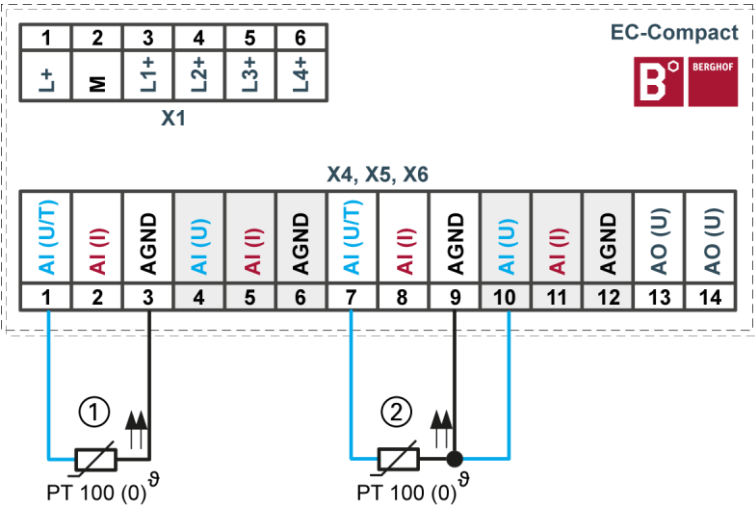 1 2 3 4 5 6
EC-Compact
L+ M L1+ L2+ L3+ L4+
B BERGHOF
X1
X4, X5, X6
AI (U/T) AI (I) AGND AI (U) AI (I) AGND AI (U/T) AI (I) AGND AI (U) AI (I) AGND AO (U) AO (U)
1 2 3 4 5 6 7 8 9 10 11 12 13 14
① ②
PT 100 (0) ϑ PT 100 (0) ϑ